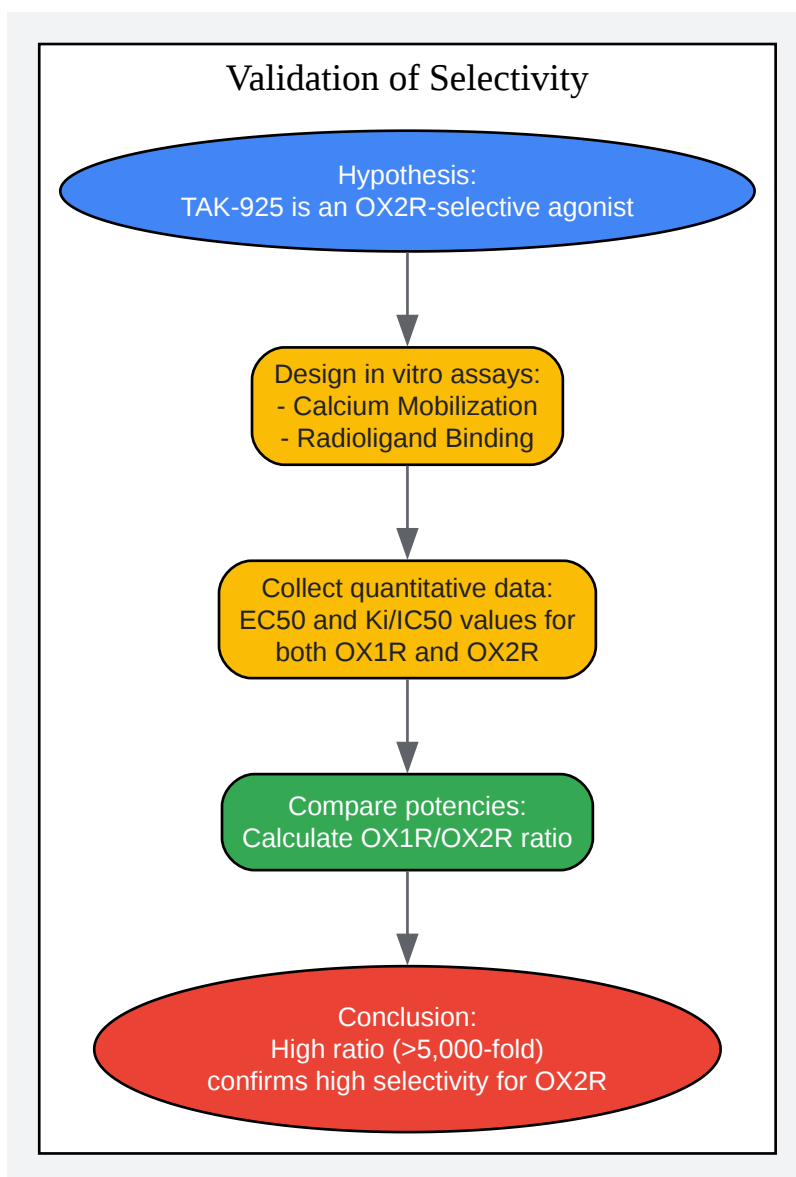 Validation of Selectivity
Hypothesis:
TAK-925 is an OX2R-selective agonist
Design in vitro assays:
- Calcium Mobilization
- Radioligand Binding
Collect quantitative data:
EC50 and Ki/IC50 values for
both OX1R and OX2R
Compare potencies:
Calculate OX1R/OX2R ratio
Conclusion:
High ratio (>5,000-fold)
confirms high selectivity for OX2R